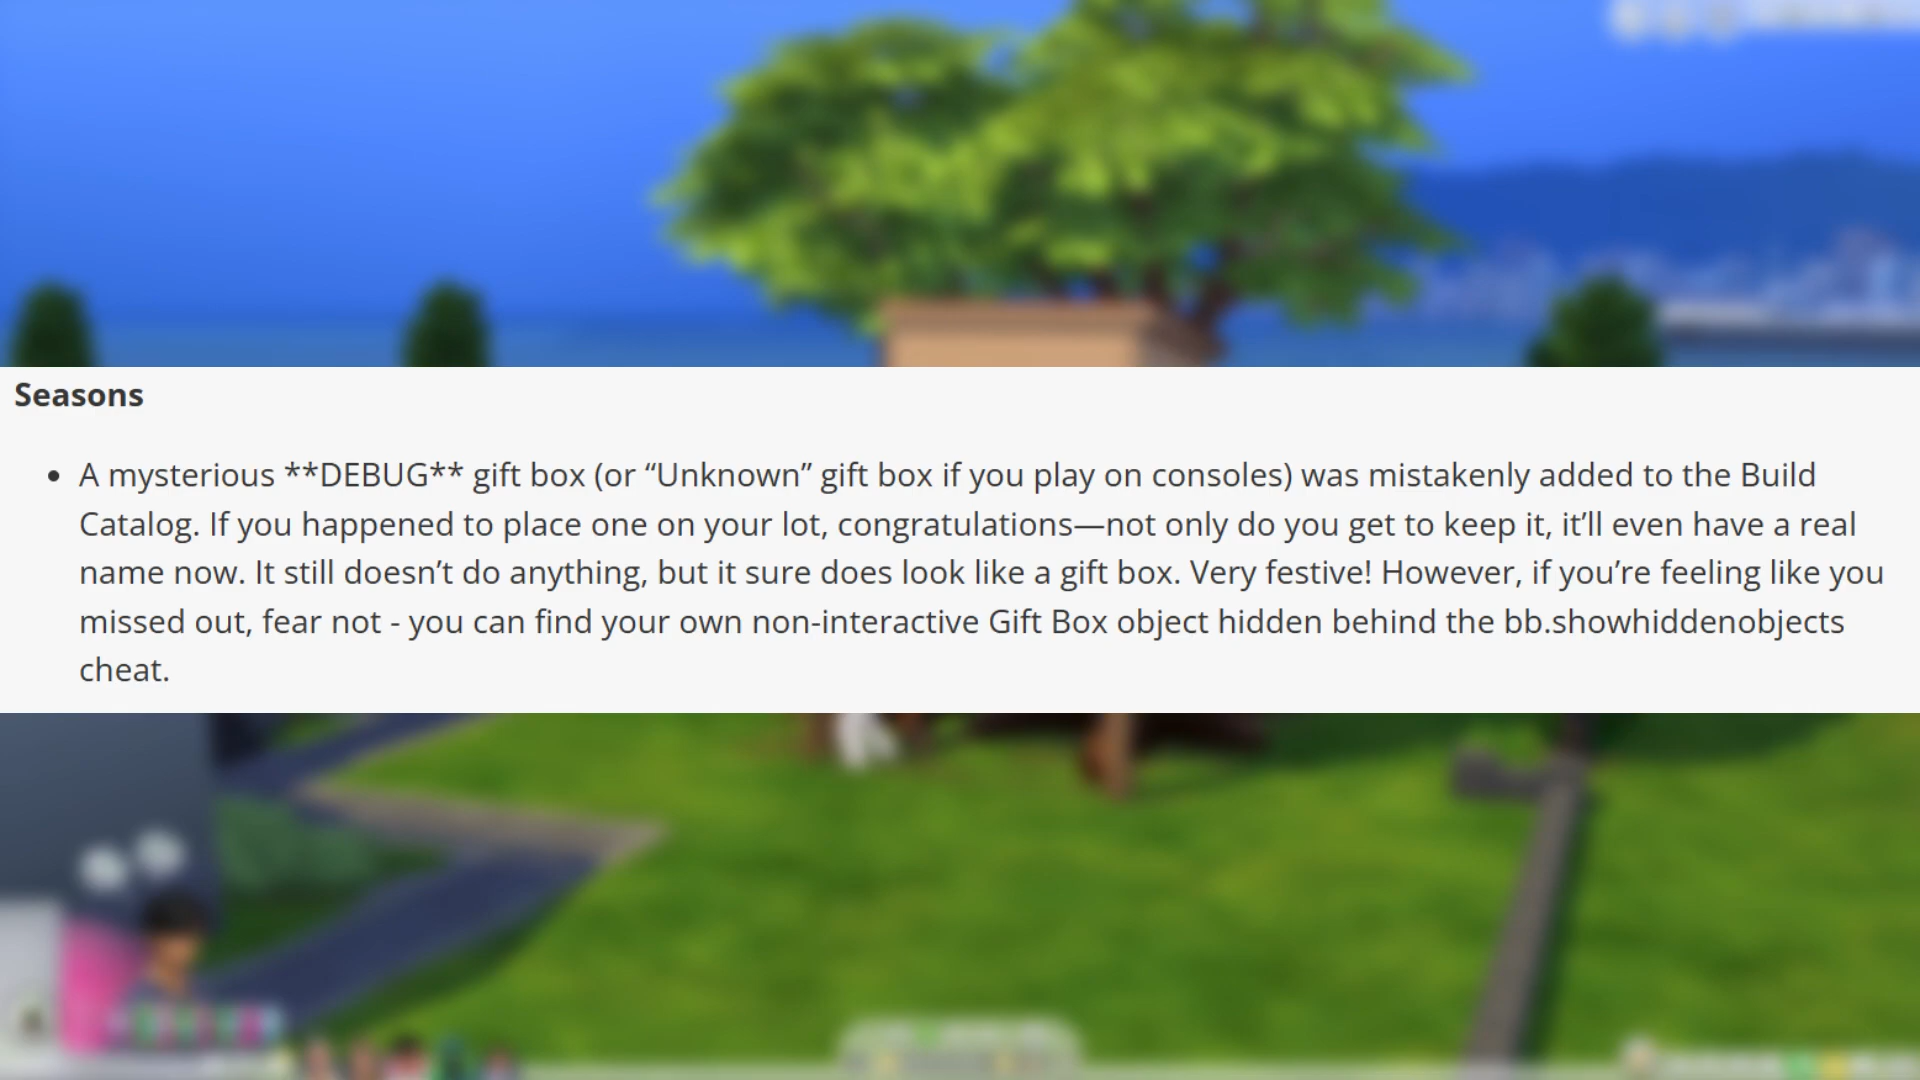 Seasons
• A mysterious **DEBUG** gift box (or “Unknown” gift box if you play on consoles) was mistakenly added to the Build
Catalog. If you happened to place one on your lot, congratulations—not only do you get to keep it, it’ll even have a real
name now. It still doesn’t do anything, but it sure does look like a gift box. Very festive! However, if you’re feeling like you
missed out, fear not - you can find your own non-interactive Gift Box object hidden behind the bb.showhiddenobjects
cheat.